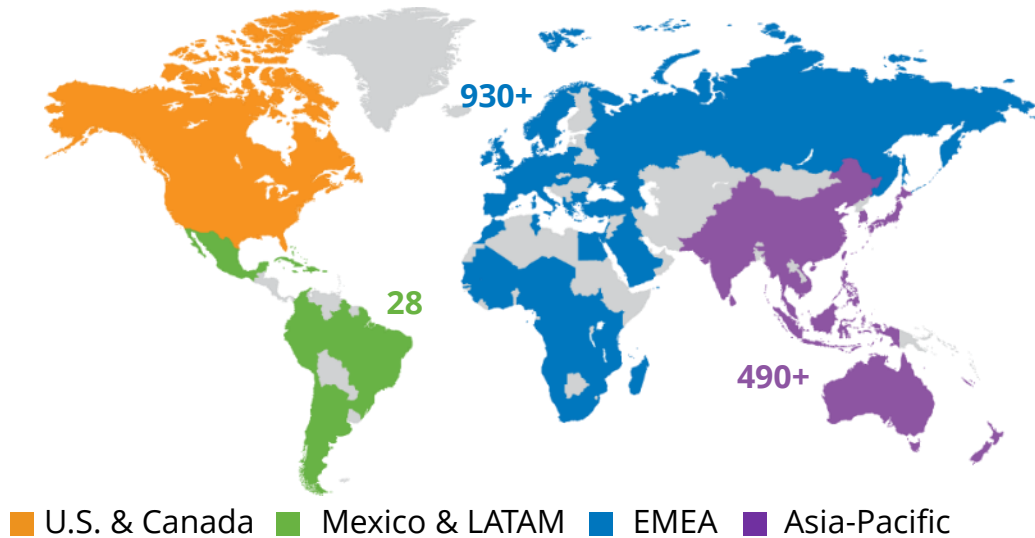 930+
28
490+
U.S. & Canada
Mexico & LATAM
EMEA
Asia-Pacific